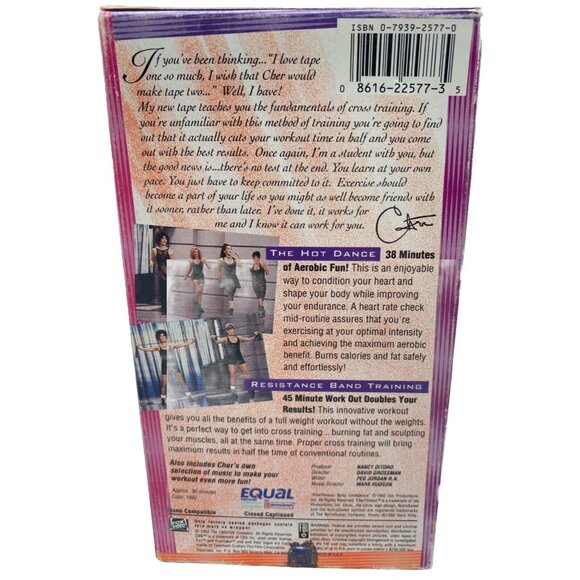 ISBN 0-7939-2577-0
0 8616-22577-3 5
If you've been thinking..."I love tape
one so much, I wish that Cher would
make tape two..." Well, I have!
My new tape teaches you the fundamentals of cross training. If
you're unfamiliar with this method of training you're going to find
out that it actually cuts your workout time in half and you come
out with the best results. Once again, I'm a student with you, but
the good news is...there's no test at the end. You learn at your own
pace. You just have to keep committed to it. Exercise should
become a part of your life so you might as well become friends with
it sooner, rather than later. I've done it, it works for
me and I know it can work for you.
THE HOT DANCE 38 Minutes
of Aerobic Fun! This is an enjoyable
way to condition your heart and
shape your body while improving
your endurance. A heart rate check
mid-routine assures that you're
exercising at your optimal intensity
and achieving the maximum aerobic
benefit. Burns calories and fat safely
and effortlessly!
RESISTANCE BAND TRAINING
45 Minute Work Out Doubles Your
Results! This innovative workout
gives you all the benefits of a full weight workout without the weights.
It's a perfect way to get into cross training...burning fat and sculpting
your muscles, all at the same time. Proper cross training will bring
maximum results in half the time of conventional routines.
Also includes Cher's own
selection of music to make your
workout even more fun!
Approx. 90 minutes
Color. 1992
EQUAL
NutraSweet
Closed Captioned
Producer NANCY DITORO
Director DAVID GROSSMAN
Writer PEG JORDAN R.N.
Music Director MARK HUDSON
Compatible